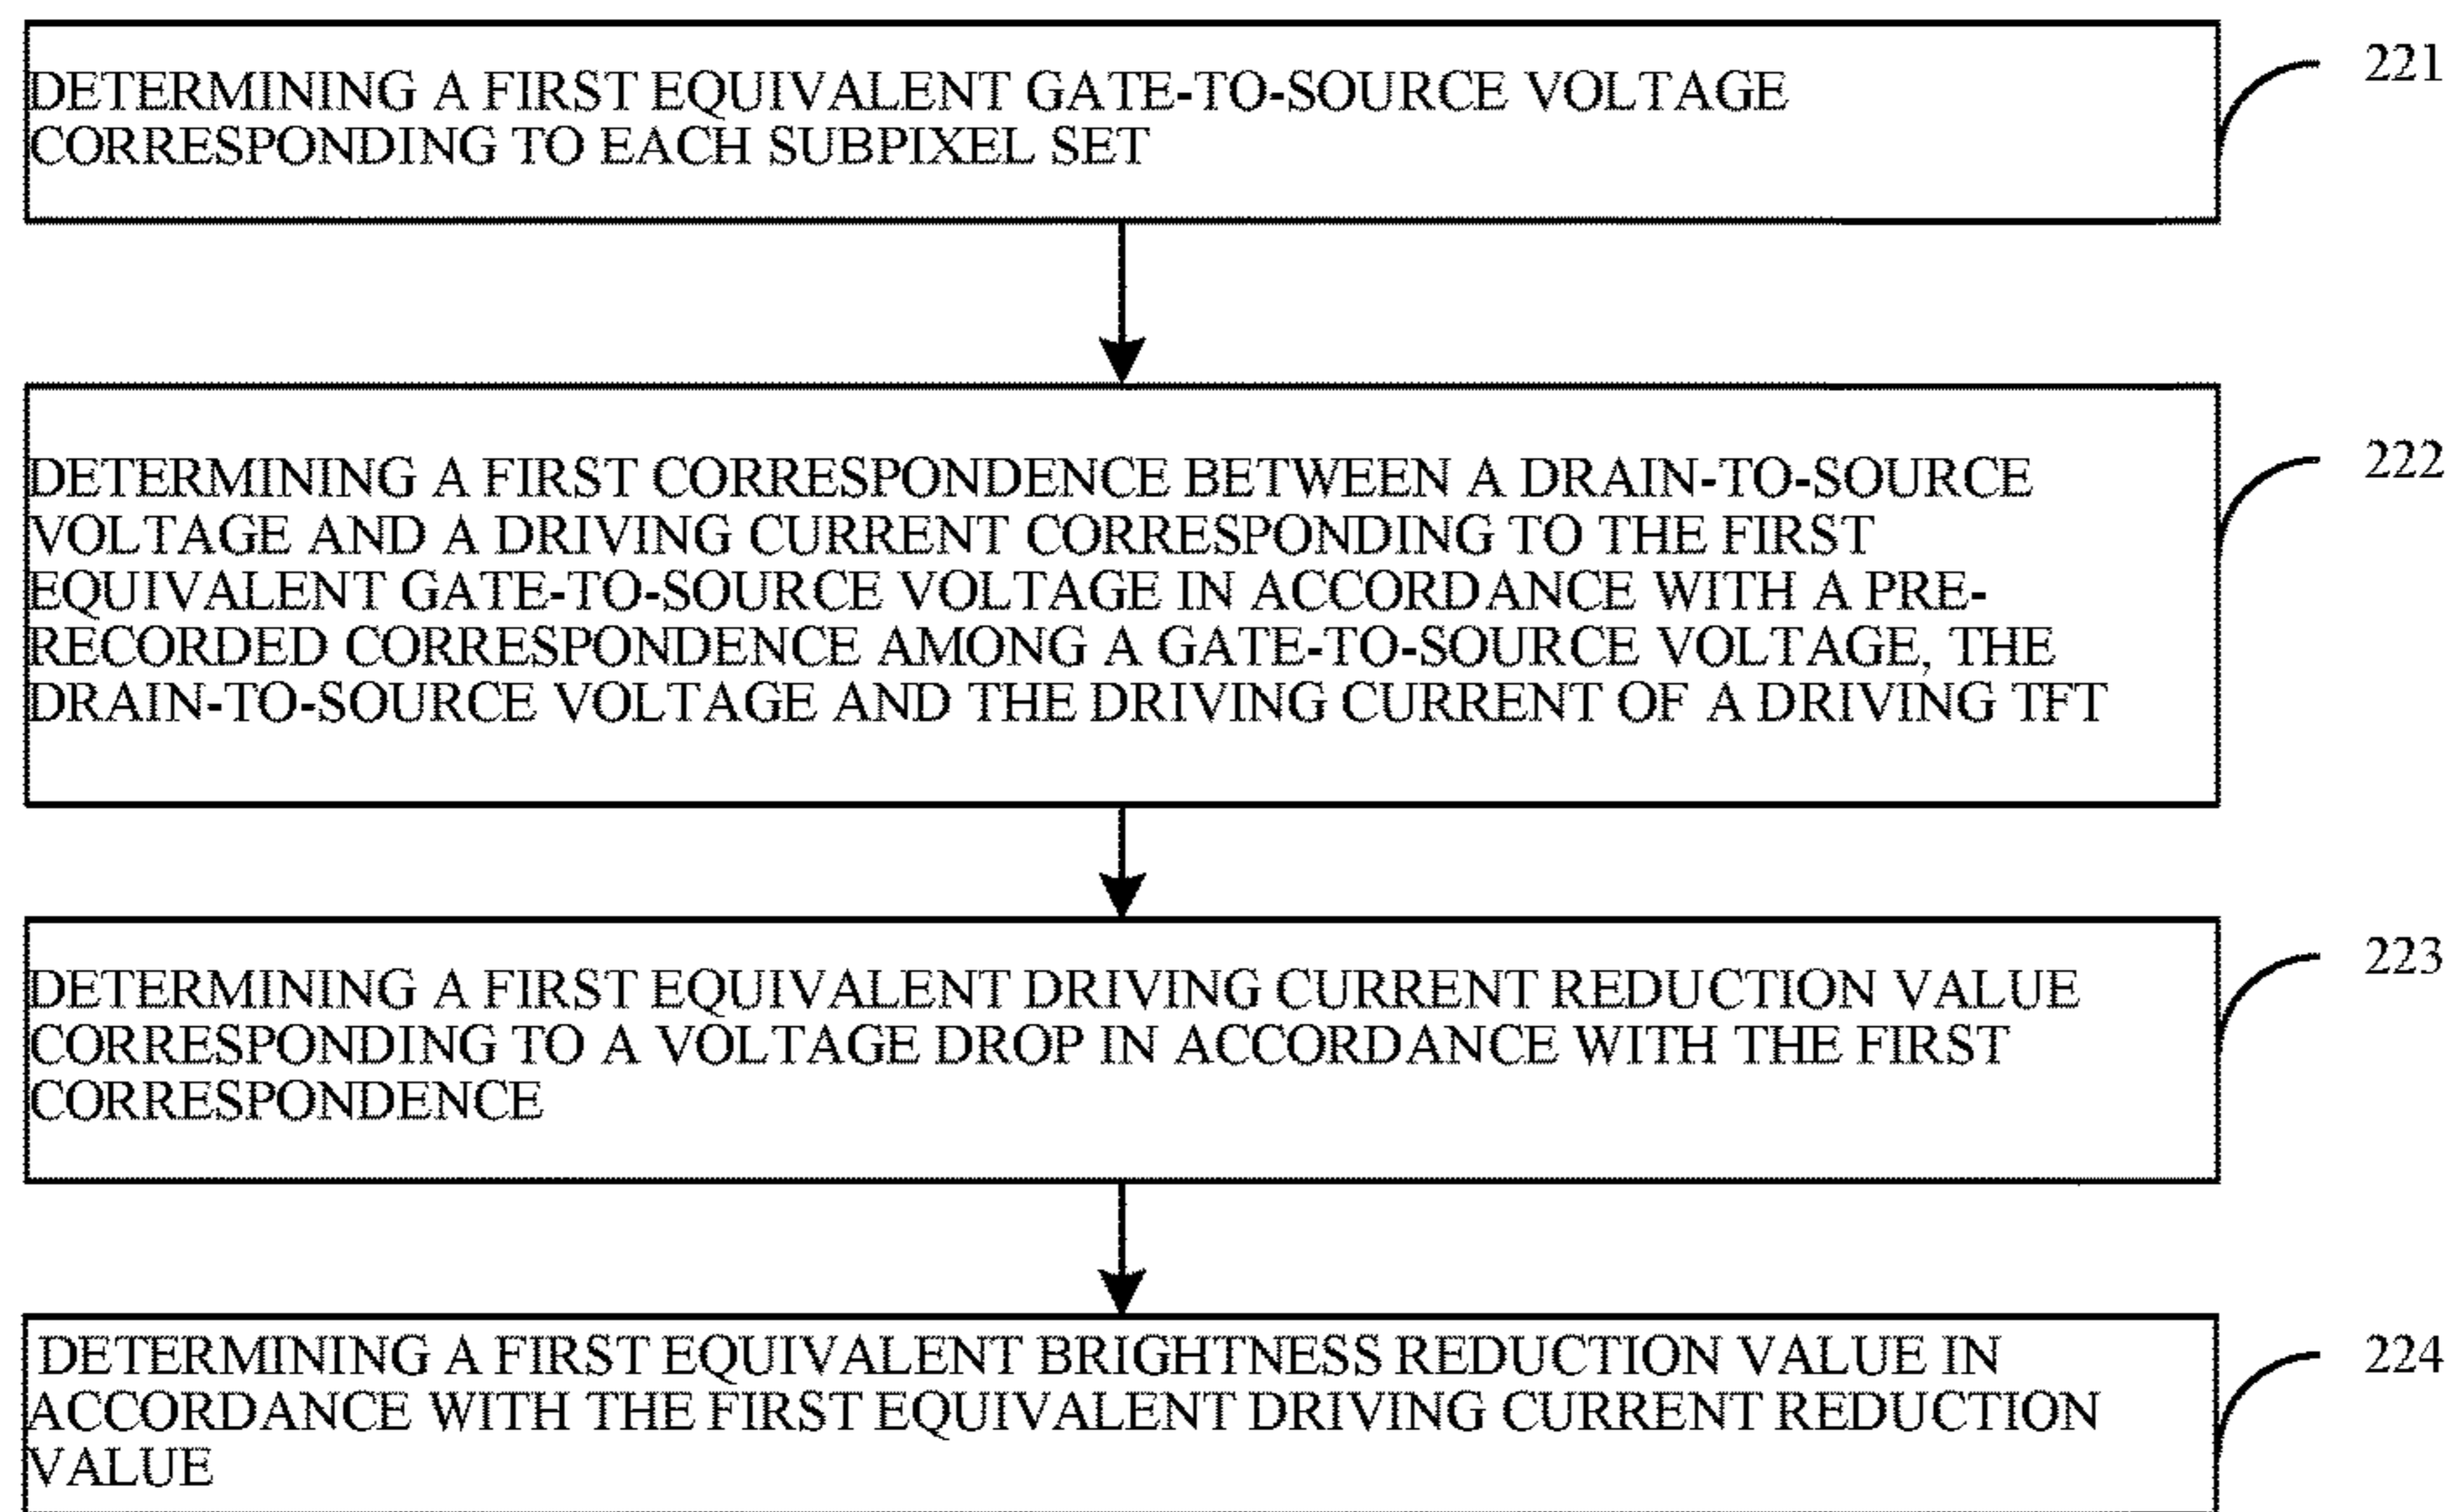 DETERMINING A FIRST EQUIVALENT GATE-TO-SOURCE VOLTAGE
CORRESPONDING TO EACH SUBPIXEL SET
221
DETERMINING A FIRST CORRESPONDENCE BETWEEN A DRAIN-TO-SOURCE
VOLTAGE AND A DRIVING CURRENT CORRESPONDING TO THE FIRST
EQUIVALENT GATE-TO-SOURCE VOLTAGE IN ACCORDANCE WITH A PRE-
RECORDED CORRESPONDENCE AMONG A GATE-TO-SOURCE VOLTAGE, THE
DRAIN-TO-SOURCE VOLTAGE AND THE DRIVING CURRENT OF A DRIVING TFT
222
DETERMINING A FIRST EQUIVALENT DRIVING CURRENT REDUCTION VALUE
CORRESPONDING TO A VOLTAGE DROP IN ACCORDANCE WITH THE FIRST
CORRESPONDENCE
223
DETERMINING A FIRST EQUIVALENT BRIGHTNESS REDUCTION VALUE IN
ACCORDANCE WITH THE FIRST EQUIVALENT DRIVING CURRENT REDUCTION
VALUE
224